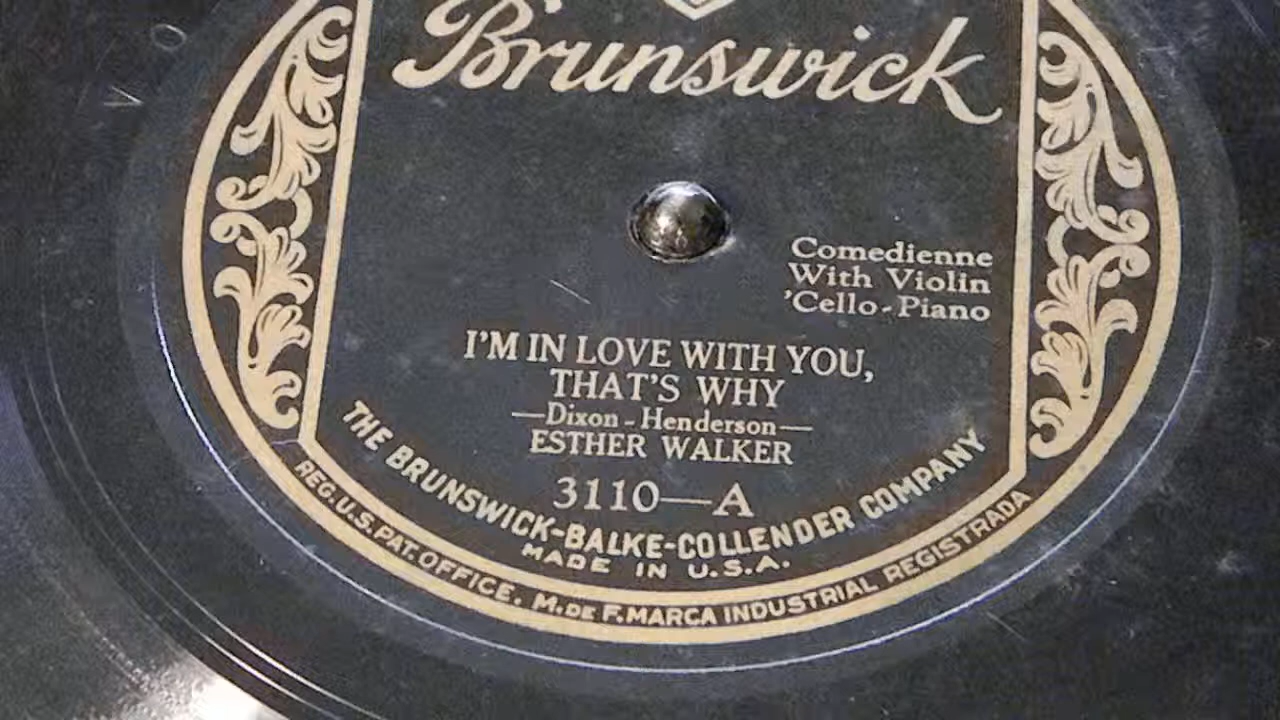 Brunswick
Comedienne
With Violin
'Cello-Piano
I'M IN LOVE WITH YOU,
THAT'S WHY
—Dixon-Henderson—
ESTHER WALKER
3110—A
THE BRUNSWICK-BALKE-COLLENDER COMPANY
MADE IN U.S.A.
REG.U.S.PAT.OFFICE. M.DE F.MARCA INDUSTRIAL REGISTRADA